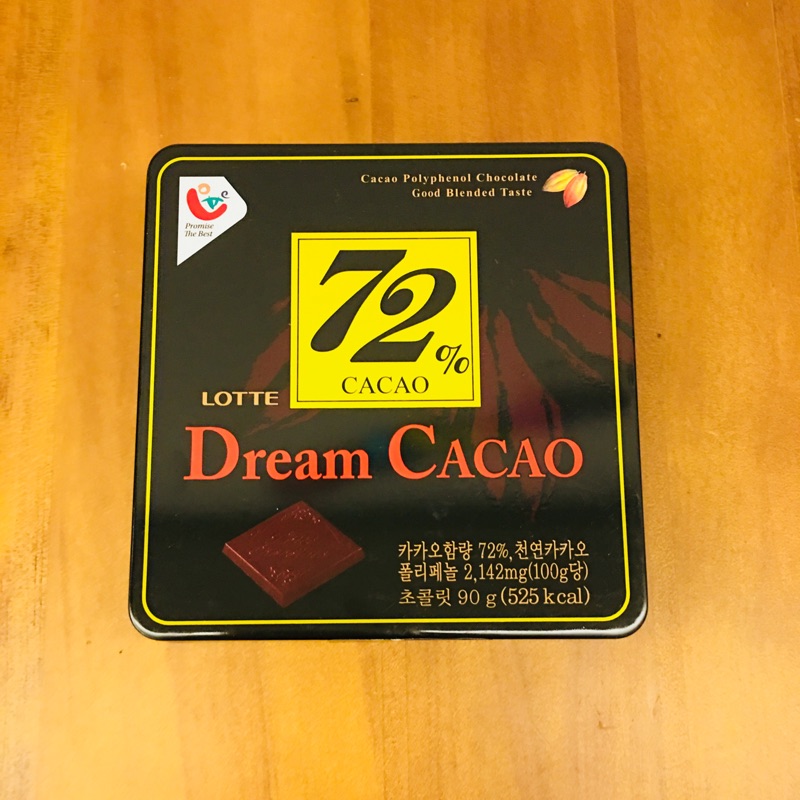 Promise
The Best
Cacao Polyphenol Chocolate
Good Blended Taste
72%
CACAO
LOTTE
Dream CACAO
카카오함량 72%, 천연카카오
폴리페놀 2,142mg(100g당)
초콜릿 90 g (525 kcal)